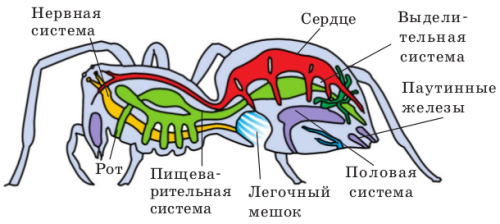 Нервная
система
Сердце
Выдели-
тельная
система
Паутинные
железы
Рот
Пищева-
рительная
система
Легочный
мешок
Половая
система